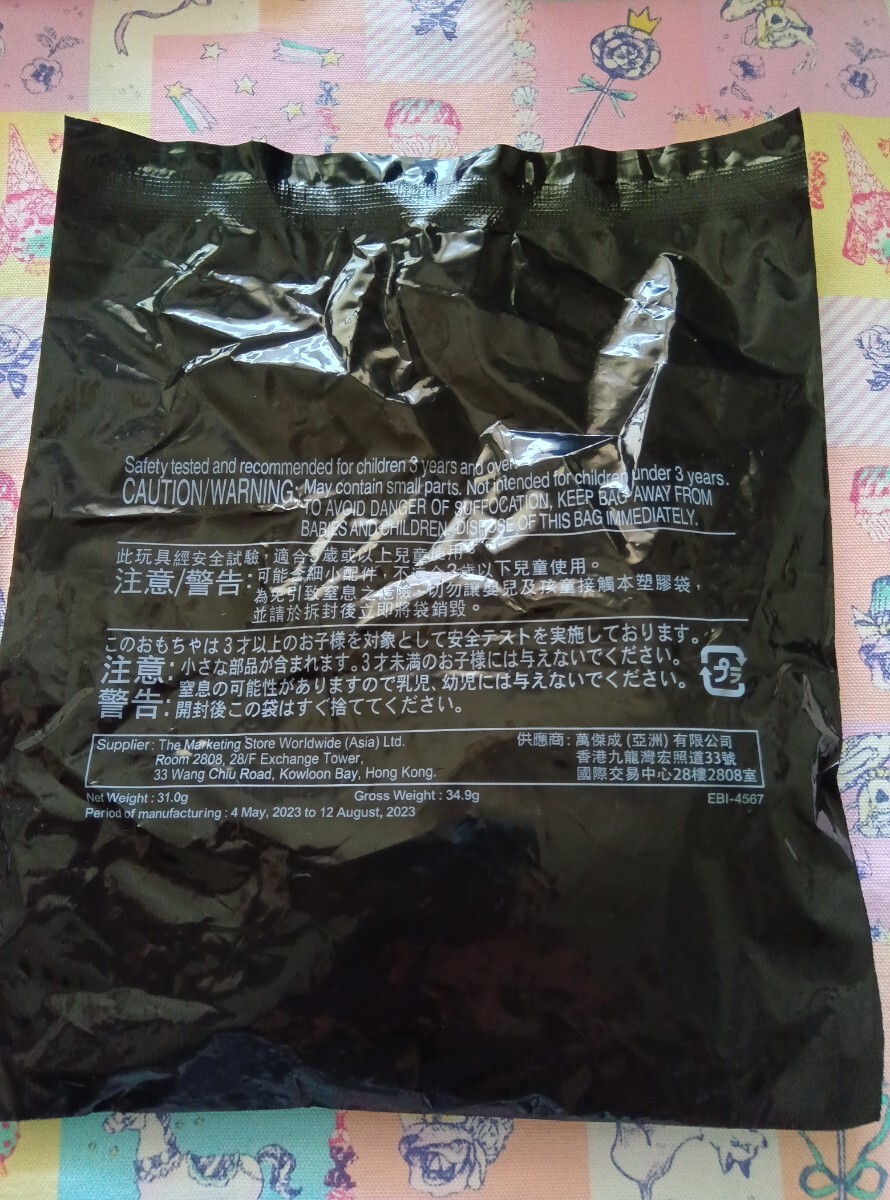 Safety tested and recommended for children 3 years and over.
CAUTION/WARNING: May contain small parts. Not intended for children under 3 years.
TO AVOID DANGER OF SUFFOCATION, KEEP BAG AWAY FROM
BABIES AND CHILDREN. DISPOSE OF THIS BAG IMMEDIATELY.
此玩具經安全試驗，適合3歲或以上兒童使用。
注意/警告: 可能含細小配件，不適合3歲以下兒童使用。
為免引致窒息之危險，切勿讓嬰兒及孩童接觸本塑膠袋，
並請於拆封後立即將袋銷毀。
このおもちゃは3才以上のお子様を対象として安全テストを実施しております。
注意: 小さな部品が含まれます。3才未満のお子様には与えないでください。
警告: 窒息の可能性がありますので乳児、幼児には与えないでください。
開封後この袋はすぐ捨ててください。
プラ
Supplier: The Marketing Store Worldwide (Asia) Ltd.
Room 2808, 28/F Exchange Tower,
33 Wang Chiu Road, Kowloon Bay, Hong Kong.
供應商: 萬傑成 (亞洲) 有限公司
香港九龍灣宏照道33號
國際交易中心28樓2808室
Net Weight: 31.0g Gross Weight: 34.9g EBI-4567
Period of manufacturing: 4 May, 2023 to 12 August, 2023